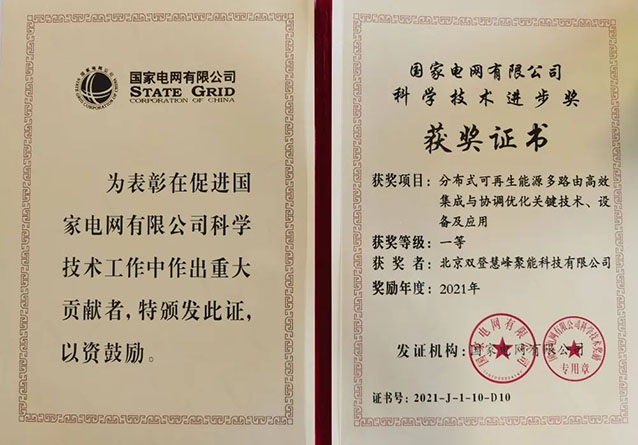 国家电网有限公司
STATE GRID
CORPORATION OF CHINA
为表彰在促进国
家电网有限公司科学
技术工作中作出重大
贡献者，特颁发此证，
以资鼓励。
国家电网有限公司
科学技术进步奖
获奖证书
获奖项目：分布式可再生能源多路由高效
集成与协调优化关键技术、设
备及应用
获奖等级：一等
获奖者：北京双登慧峰聚能科技有限公司
奖励年度：2021年
发证机构：国家电网有限公司
专用章
证书号：2021-J-1-10-D10